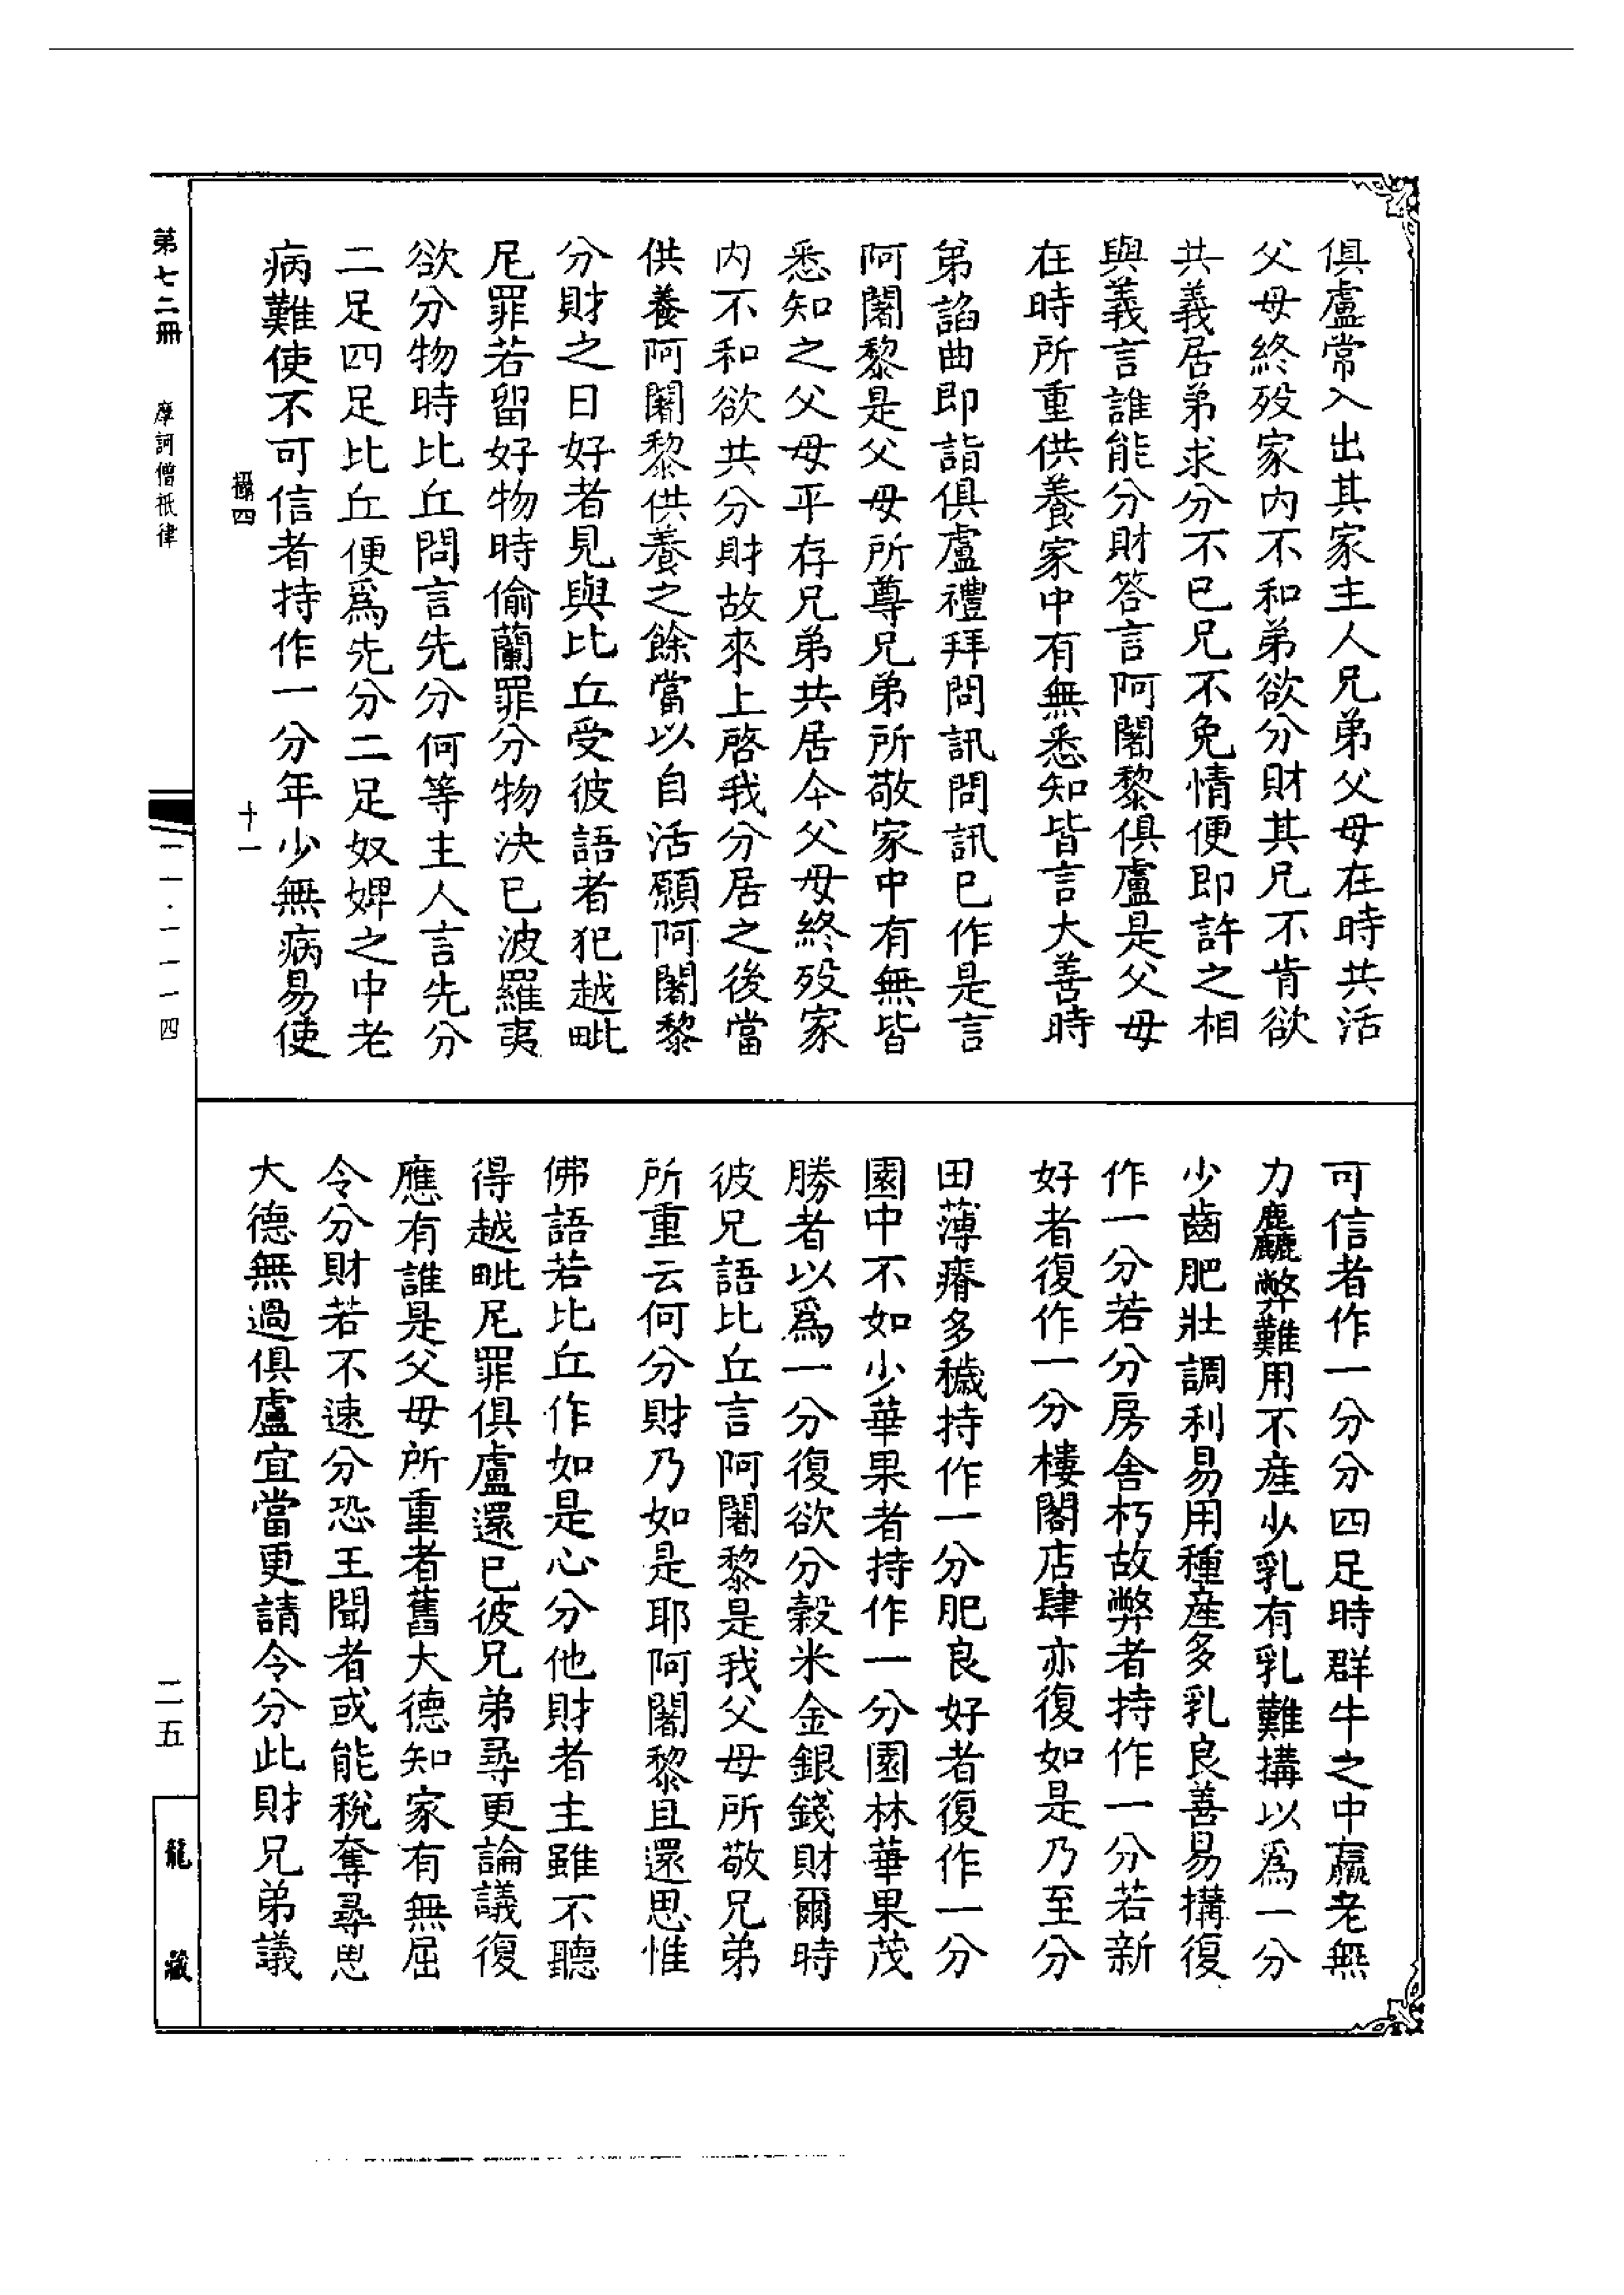 俱盧常入出其家主人兄弟父母在時共活
父母終歿家內不和弟欲分財其兄不肯欲
共義居弟求分不已兄不免情便即許之相
與義言誰能分財答言阿闍黎俱盧是父母
在時所重供養家中有無悉知皆言大善時
弟諂曲即詣俱盧禮拜問訊問訊已作是言
阿闍黎是父母所尊兄弟所敬家中有無皆
悉知之父母平存兄弟共居今父母終歿家
內不和欲共分財故來上啓我分居之後當
供養阿闍黎供養之餘當以自活願阿闍黎
分財之日好者見與比丘受彼語者犯越毗
尼罪若留好物時偷蘭罪分物決已波羅夷
欲分物時比丘問言先分何等主人言先分
二足四足比丘便爲先分二足奴婢之中老
病難使不可信者持作一分年少無病易使
攝四 十一
可信者作一分分四足時群牛之中羸老無
力麤弊難用不産少乳有乳難搆以爲一分
少齒肥壯調利易用種産多乳良善易搆復
作一分若分房舍朽故弊者持作一分若新
好者復作一分樓閣店肆亦復如是乃至分
田薄瘠多穢持作一分肥良好者復作一分
園中不如少華果者持作一分園林華果茂
勝者以爲一分復欲分穀米金銀錢財爾時
彼兄語比丘言阿闍黎是我父母所敬兄弟
所重云何分財乃如是耶阿闍黎且還思惟
佛語若比丘作如是心分他財者主雖不聽
得越毗尼罪俱盧還已彼兄弟尋更論議復
應有誰是父母所重者舊大德知家有無屈
令分財若不速分恐王聞者或能稅奪尋思
大德無過俱盧宜當更請令分此財兄弟議
第七二冊 摩訶僧祇律
一一·一一一四
二五
龍藏